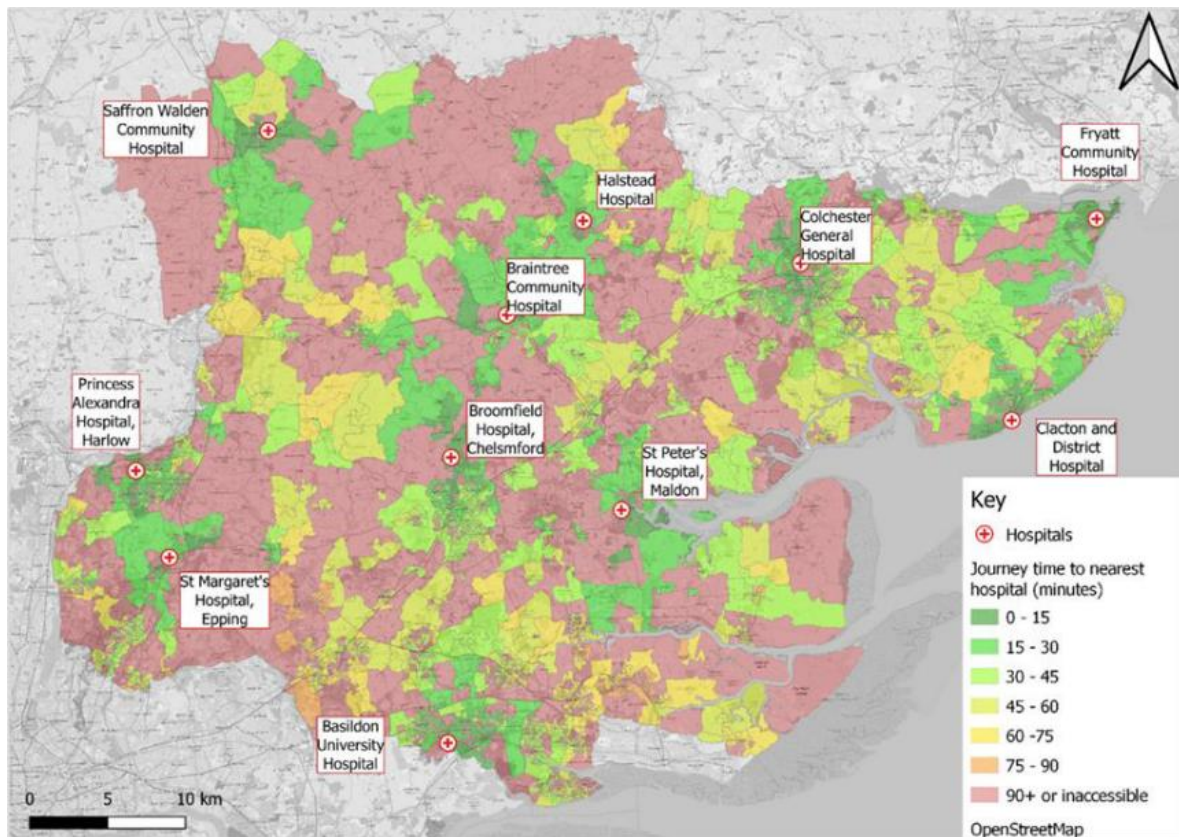 Saffron Walden
Community
Hospital
Halstead
Hospital
Fryatt
Community
Hospital
Colchester
General
Hospital
Braintree
Community
Hospital
Princess
Alexandra
Hospital,
Harlow
Broomfield
Hospital,
Chelsmford
St Peter's
Hospital,
Maldon
Clacton and
District
Hospital
St Margaret's
Hospital,
Epping
Basildon
University
Hospital
Key
Hospitals
Journey time to nearest
hospital (minutes)
0 - 15
15 - 30
30 - 45
45 - 60
60 -75
75 - 90
90+ or inaccessible
OpenStreetMap
0 5 10 km